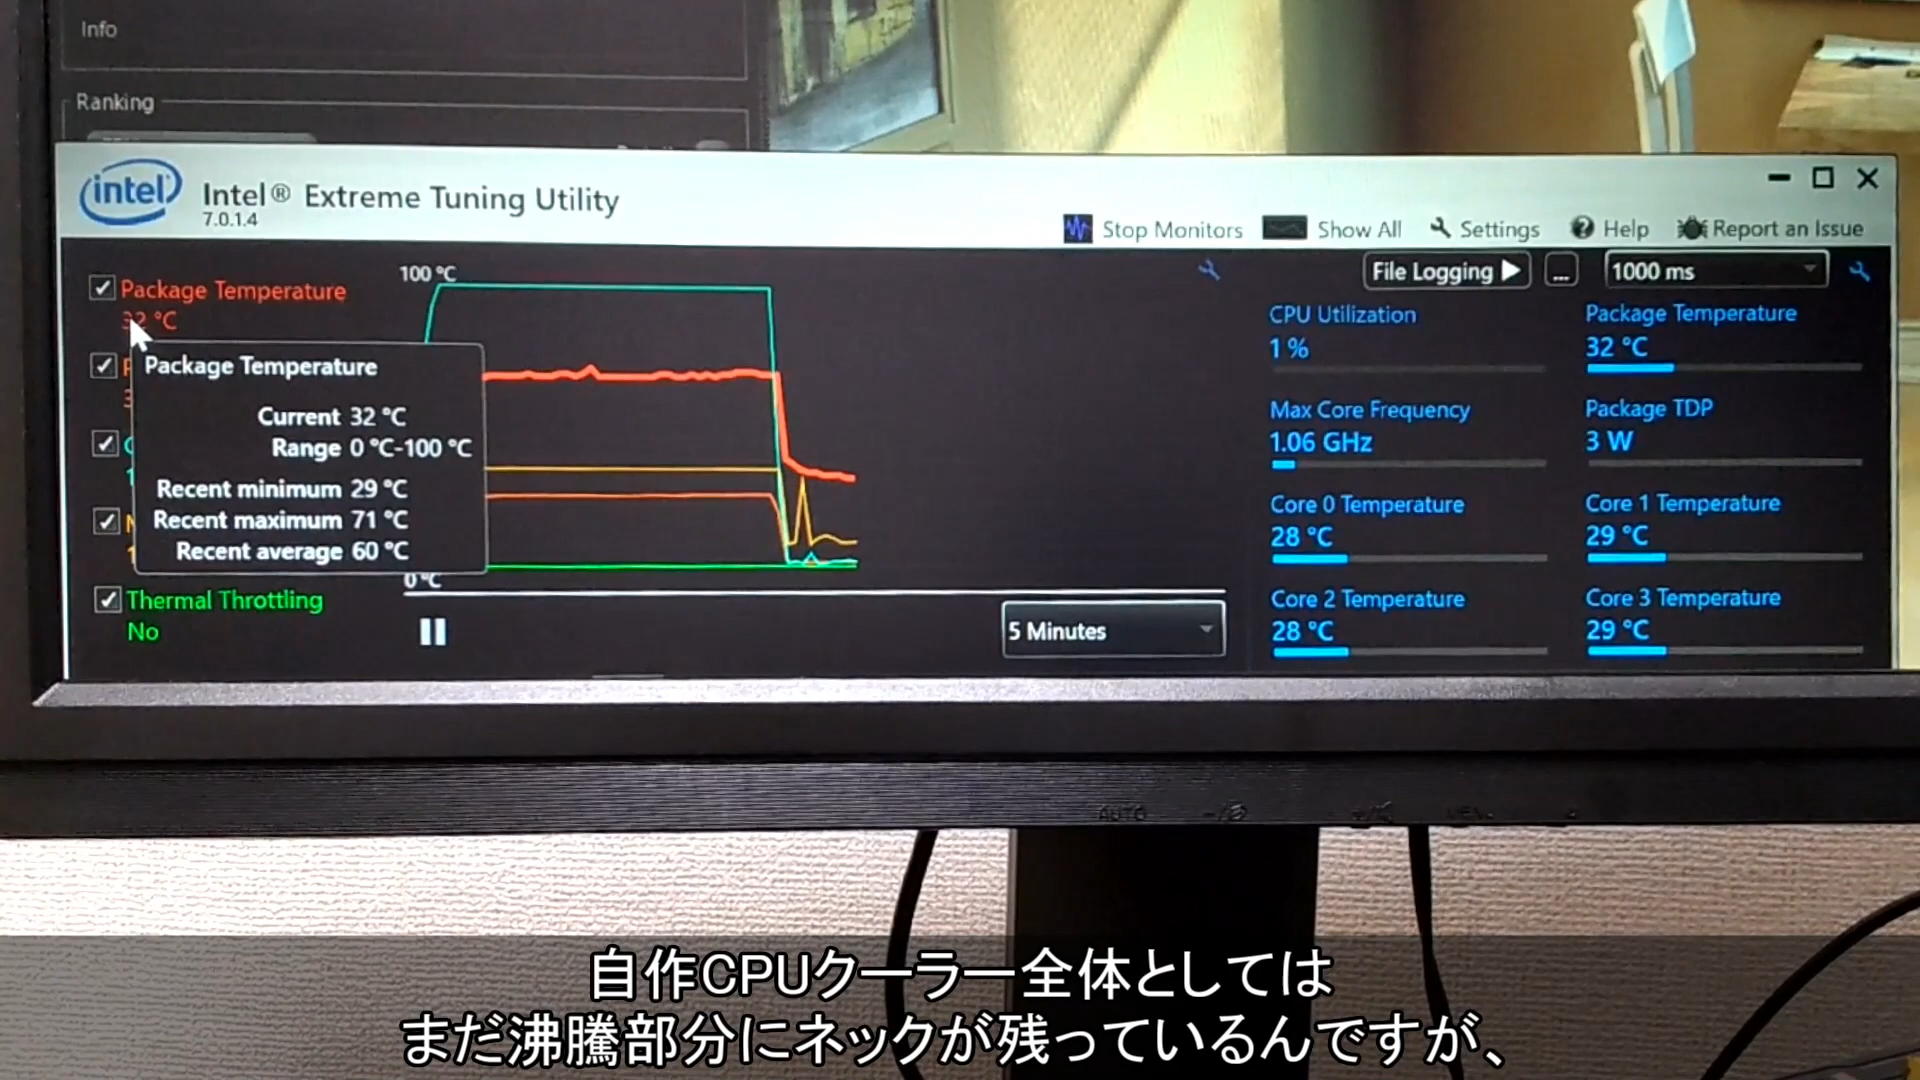 Info
Ranking
intel
Intel® Extreme Tuning Utility
7.0.1.4
Stop Monitors
Show All
Settings
Help
Report an Issue
File Logging
...
1000 ms
Package Temperature
32 °C
100 °C
Package Temperature
Current 32 °C
Range 0 °C-100 °C
Recent minimum 29 °C
Recent maximum 71 °C
Recent average 60 °C
0 °C
Thermal Throttling
No
5 Minutes
CPU Utilization
1 %
Package Temperature
32 °C
Max Core Frequency
1.06 GHz
Package TDP
3 W
Core 0 Temperature
28 °C
Core 1 Temperature
29 °C
Core 2 Temperature
28 °C
Core 3 Temperature
29 °C
AUTO
自作CPUクーラー全体としては
まだ沸騰部分にネックが残っているんですが、